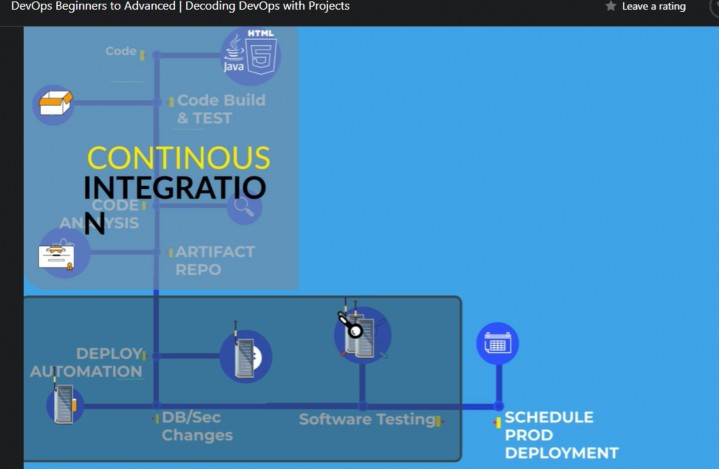 DevOps Beginners to Advanced | Decoding DevOps with Projects
Leave a rating
Code
HTML
Java
5
Code Build
& TEST
CONTINOUS
INTEGRATIO
N
CODE
ANALYSIS
ARTIFACT
REPO
DEPLOY
AUTOMATION
DB/Sec
Changes
Software Testing
SCHEDULE
PROD
DEPLOYMENT